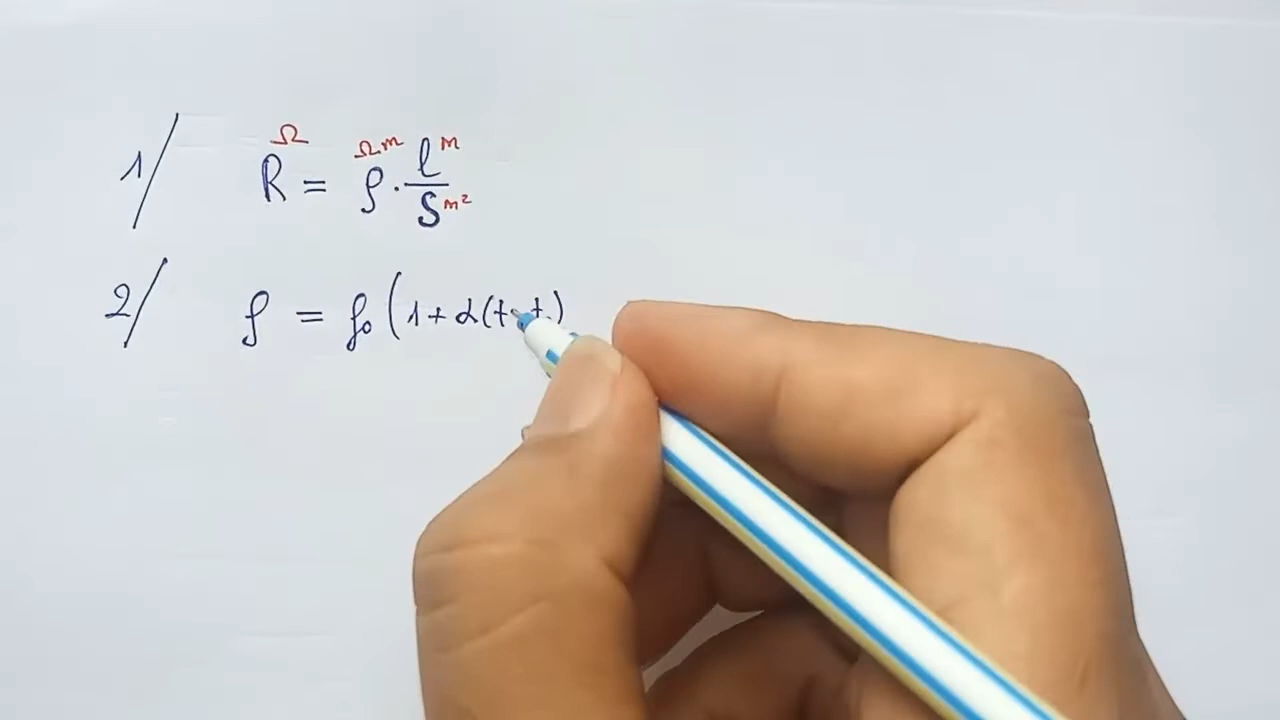 1/ R^Ω = ρ^Ωm · l^m / S^m²
2/ ρ = ρ₀ (1 + α (t - t₀)